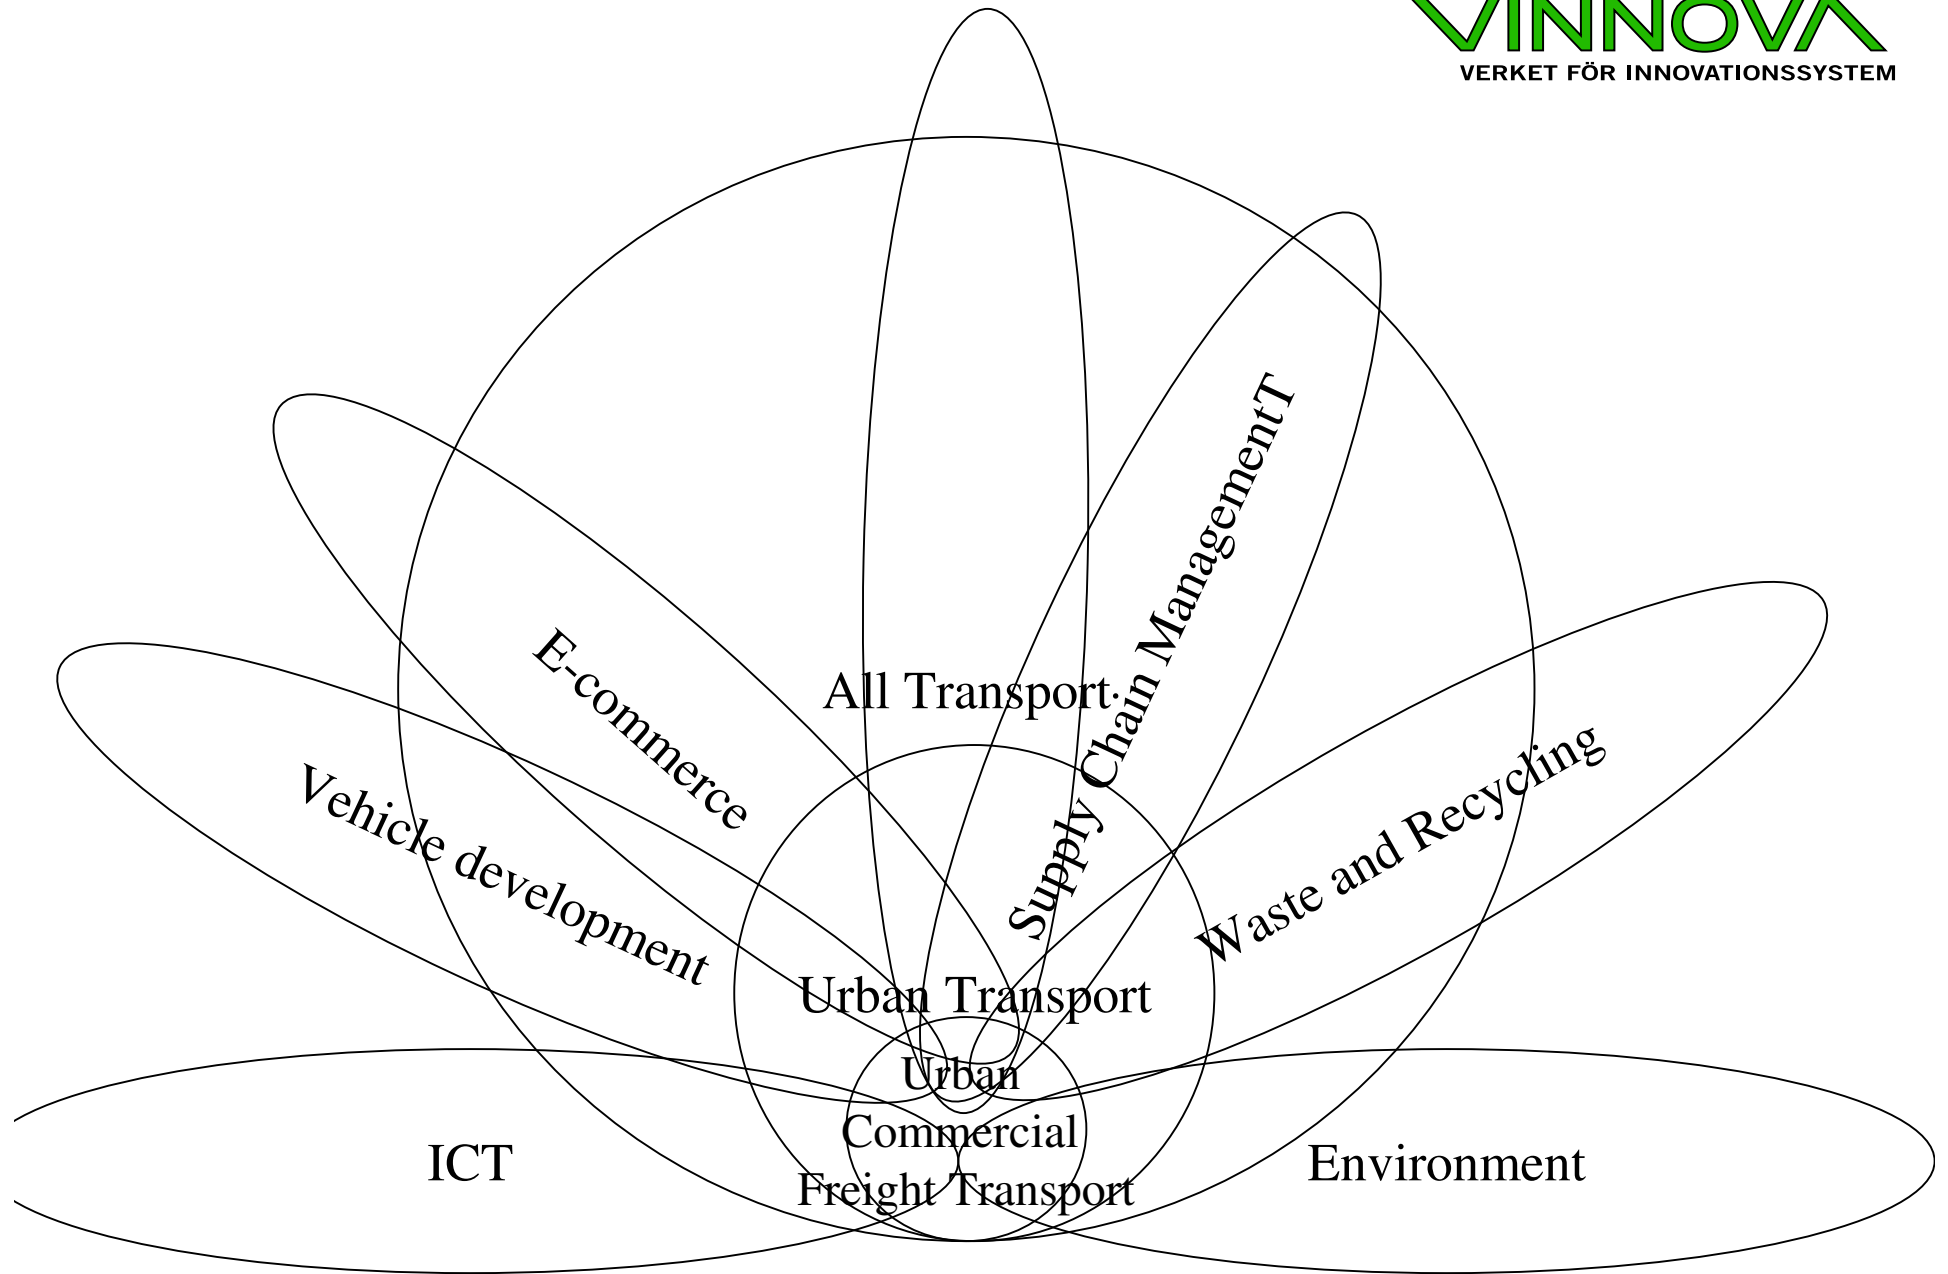 VINNOVA
VERKET FÖR INNOVATIONSSYSTEM
Supply Chain ManagementT
E-commerce
All Transport.
Vehicle development
Waste and Recycling
Urban Transport
Urban
Commercial
Freight Transport
ICT
Environment